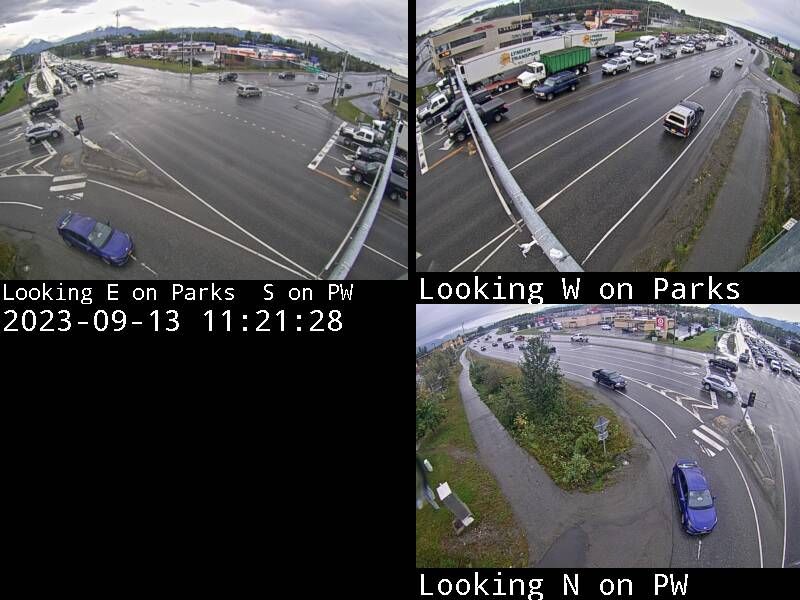 LYNDEN
TRANSPORT
Looking E on Parks  S on PW
2023-09-13 11:21:28
Looking W on Parks
Looking N on PW